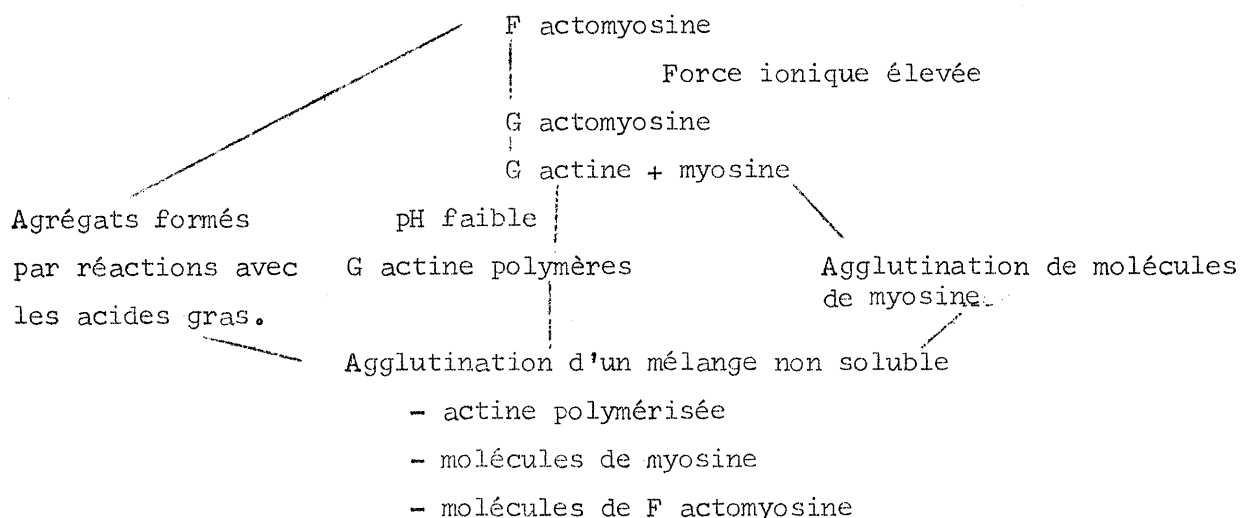 F actomyosine
Force ionique élevée
G actomyosine
G actine + myosine
Agrégats formés
par réactions avec
les acides gras.
pH faible
G actine polymères
Agglutination de molécules
de myosine.
Agglutination d'un mélange non soluble
- actine polymérisée
- molécules de myosine
- molécules de F actomyosine